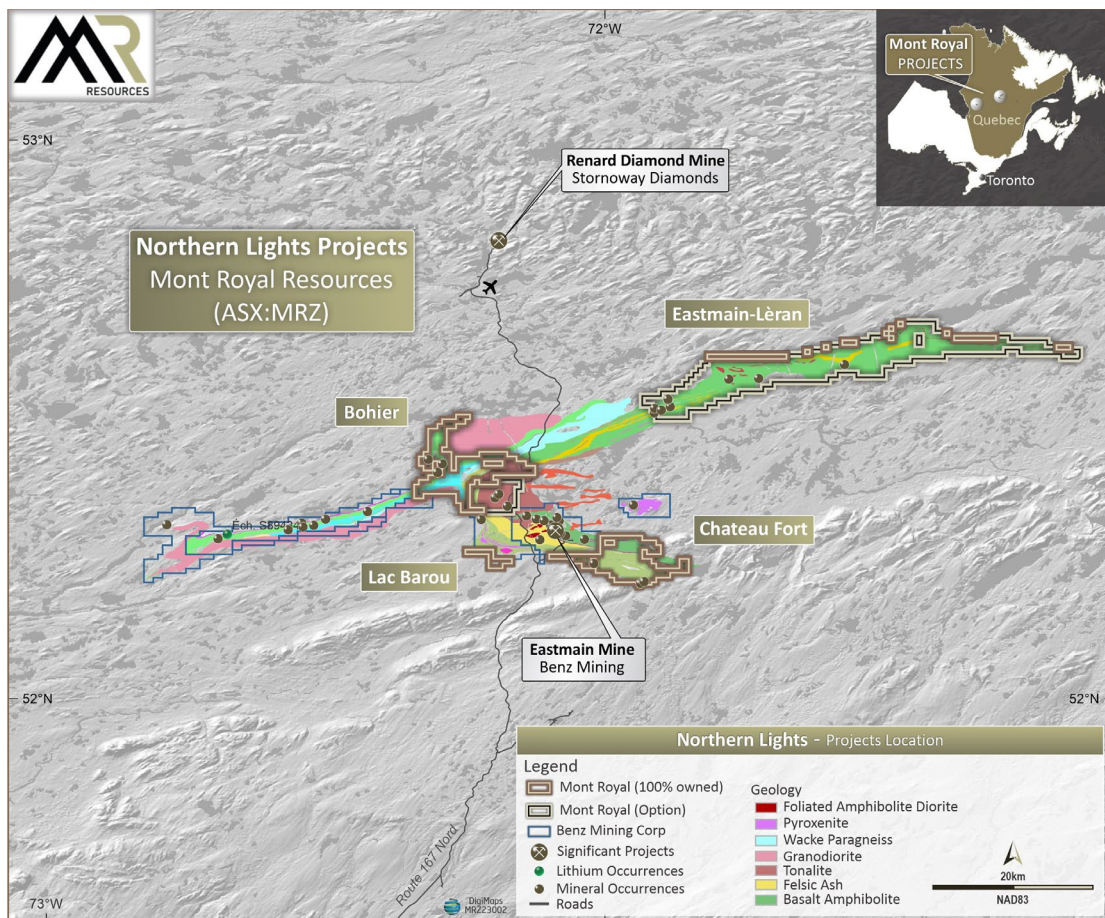 MR
RESOURCES
72°W
Mont Royal
PROJECTS
Quebec
Toronto
53°N
Renard Diamond Mine
Stornoway Diamonds
Northern Lights Projects
Mont Royal Resources
(ASX:MRZ)
Eastmain-Lèran
Bohier
Chateau Fort
Lac Barou
Eastmain Mine
Benz Mining
52°N
52°N
Route 167 Nord
73°W
DigiMaps
MR223002
Northern Lights - Projects Location
Legend
Mont Royal (100% owned)
Mont Royal (Option)
Benz Mining Corp
Significant Projects
Lithium Occurrences
Mineral Occurrences
Roads
Geology
Foliated Amphibolite Diorite
Pyroxenite
Wacke Paragneiss
Granodiorite
Tonalite
Felsic Ash
Basalt Amphibolite
20km
NAD83